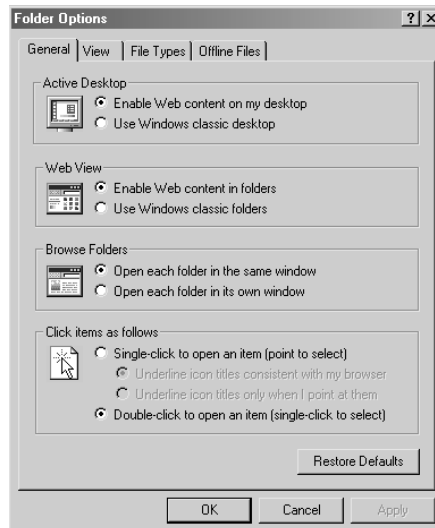 Folder Options
General View File Types Offline Files
Active Desktop
Enable Web content on my desktop
Use Windows classic desktop
Web View
Enable Web content in folders
Use Windows classic folders
Browse Folders
Open each folder in the same window
Open each folder in its own window
Click items as follows
Single-click to open an item (point to select)
Underline icon titles consistent with my browser
Underline icon titles only when I point at them
Double-click to open an item (single-click to select)
Restore Defaults
OK Cancel Apply